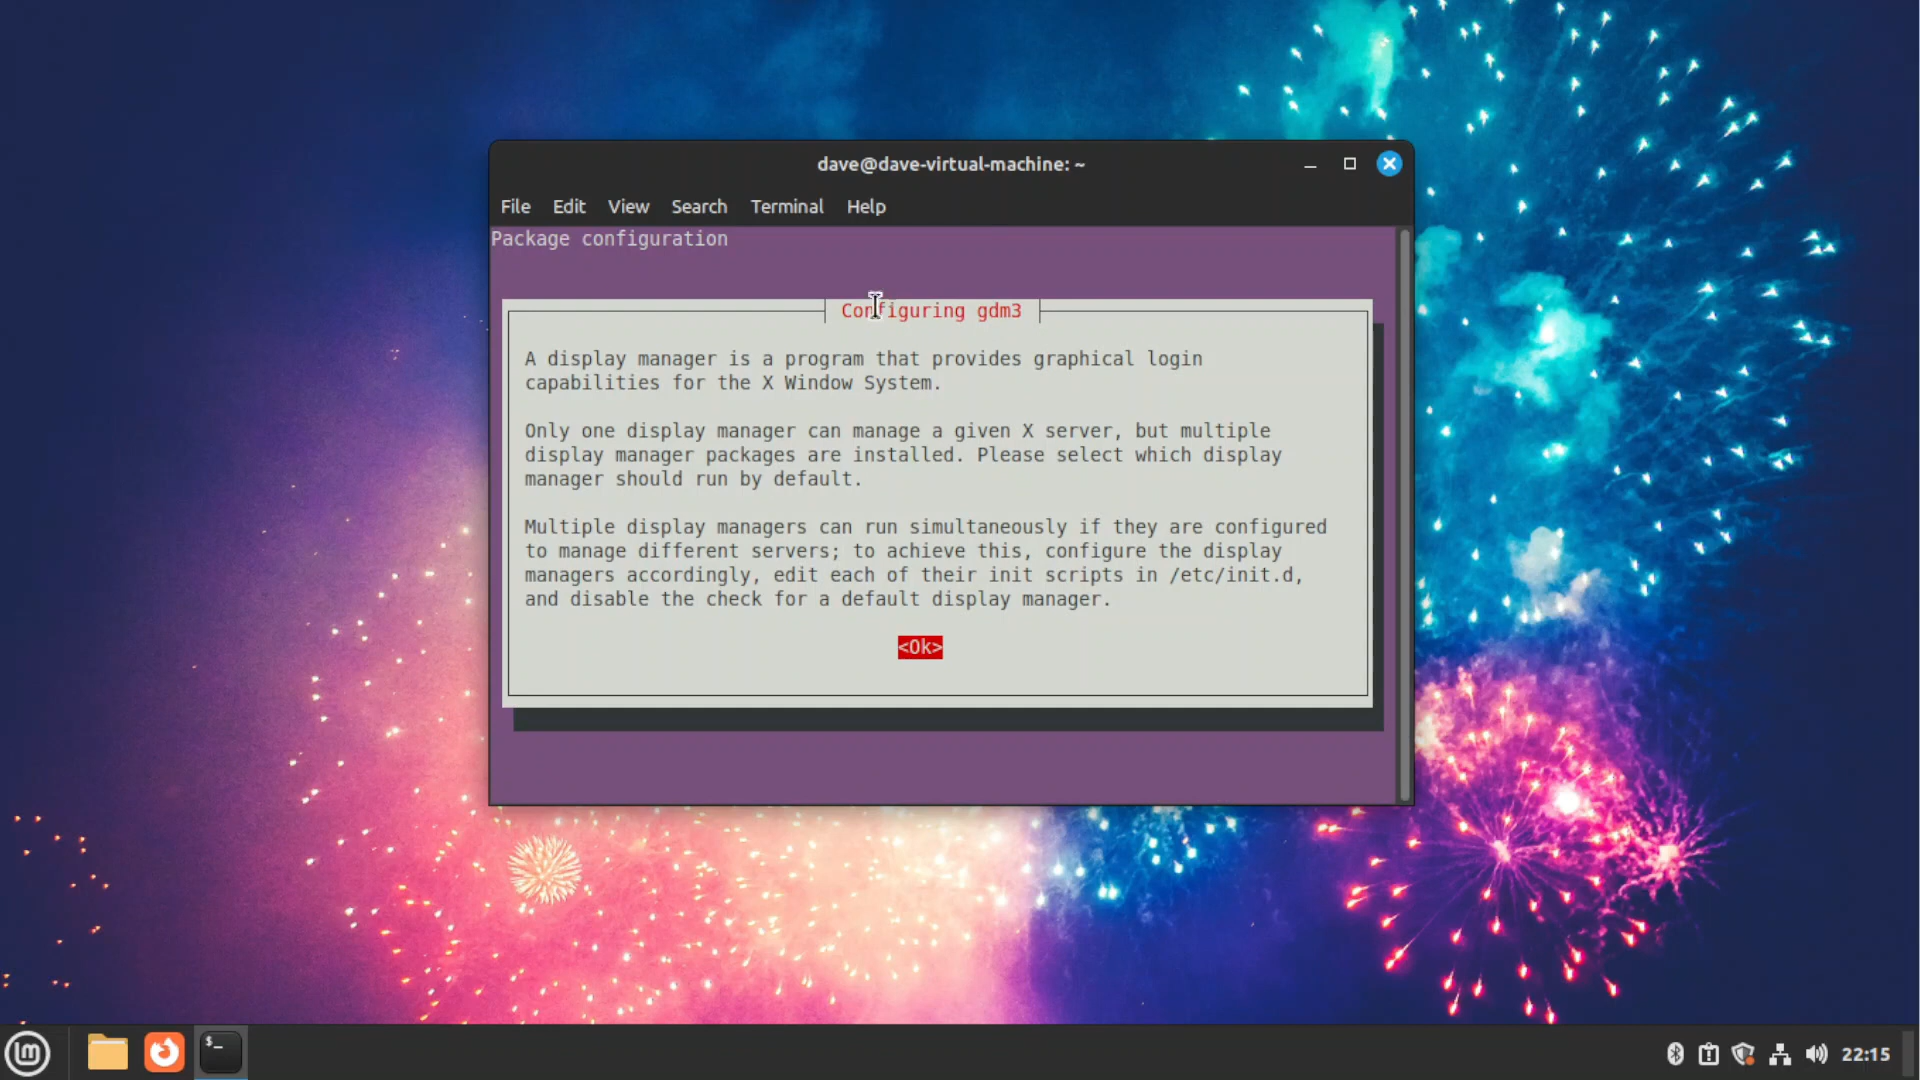 dave@dave-virtual-machine: ~
File Edit View Search Terminal Help
Package configuration
Configuring gdm3
A display manager is a program that provides graphical login
capabilities for the X Window System.
Only one display manager can manage a given X server, but multiple
display manager packages are installed. Please select which display
manager should run by default.
Multiple display managers can run simultaneously if they are configured
to manage different servers; to achieve this, configure the display
managers accordingly, edit each of their init scripts in /etc/init.d,
and disable the check for a default display manager.
<Ok>
$_
22:15